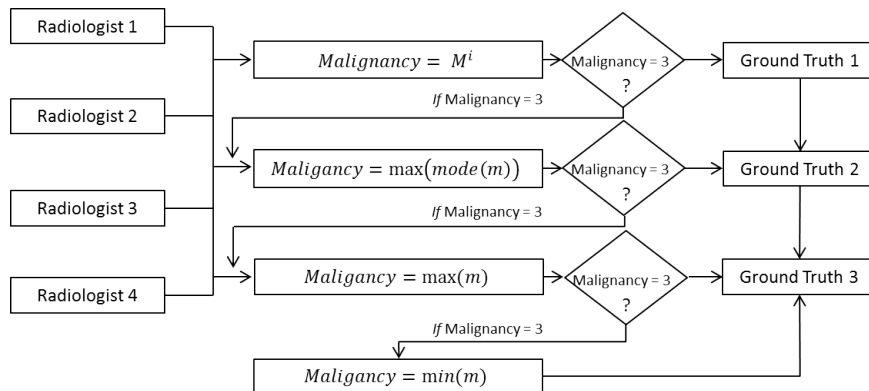 Radiologist 1
Malignancy = Mⁱ
Malignancy = 3
?
Ground Truth 1
If Malignancy = 3
Radiologist 2
Maligancy = max(mode(m))
Malignancy = 3
?
Ground Truth 2
Radiologist 3
If Malignancy = 3
Radiologist 4
Maligancy = max(m)
Malignancy = 3
?
Ground Truth 3
If Malignancy = 3
Maligancy = min(m)